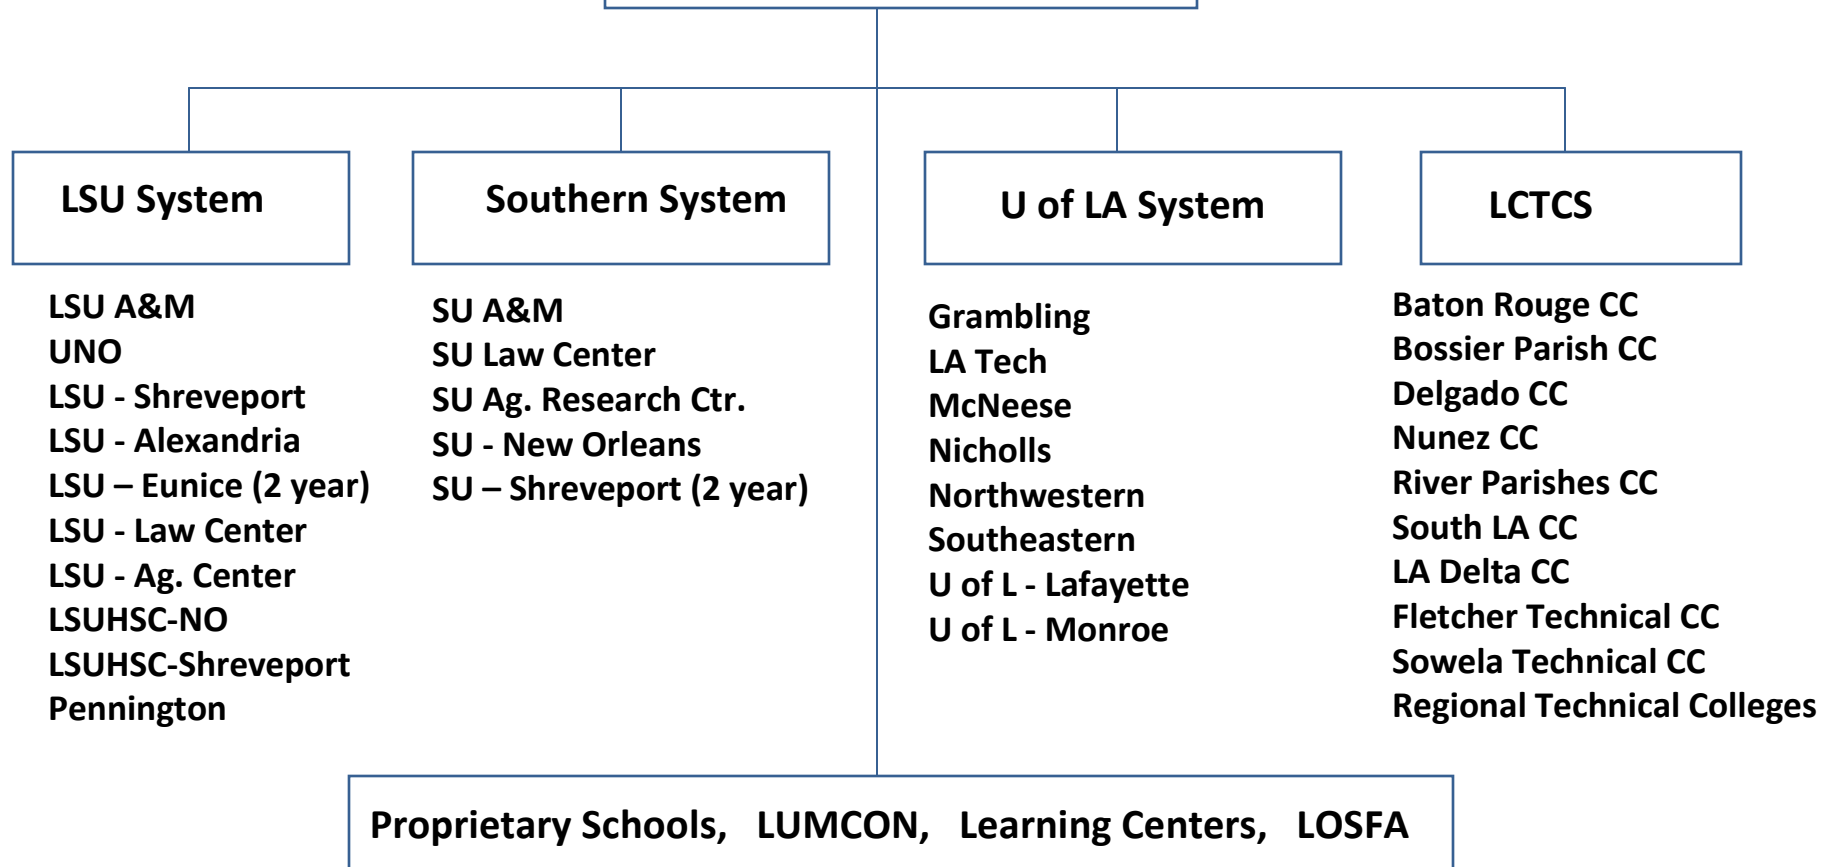 LSU System
LSU A&M
UNO
LSU - Shreveport
LSU - Alexandria
LSU – Eunice (2 year)
LSU - Law Center
LSU - Ag. Center
LSUHSC-NO
LSUHSC-Shreveport
Pennington
Southern System
SU A&M
SU Law Center
SU Ag. Research Ctr.
SU - New Orleans
SU – Shreveport (2 year)
U of LA System
Grambling
LA Tech
McNeese
Nicholls
Northwestern
Southeastern
U of L - Lafayette
U of L - Monroe
LCTCS
Baton Rouge CC
Bossier Parish CC
Delgado CC
Nunez CC
River Parishes CC
South LA CC
LA Delta CC
Fletcher Technical CC
Sowela Technical CC
Regional Technical Colleges
Proprietary Schools, LUMCON, Learning Centers, LOSFA